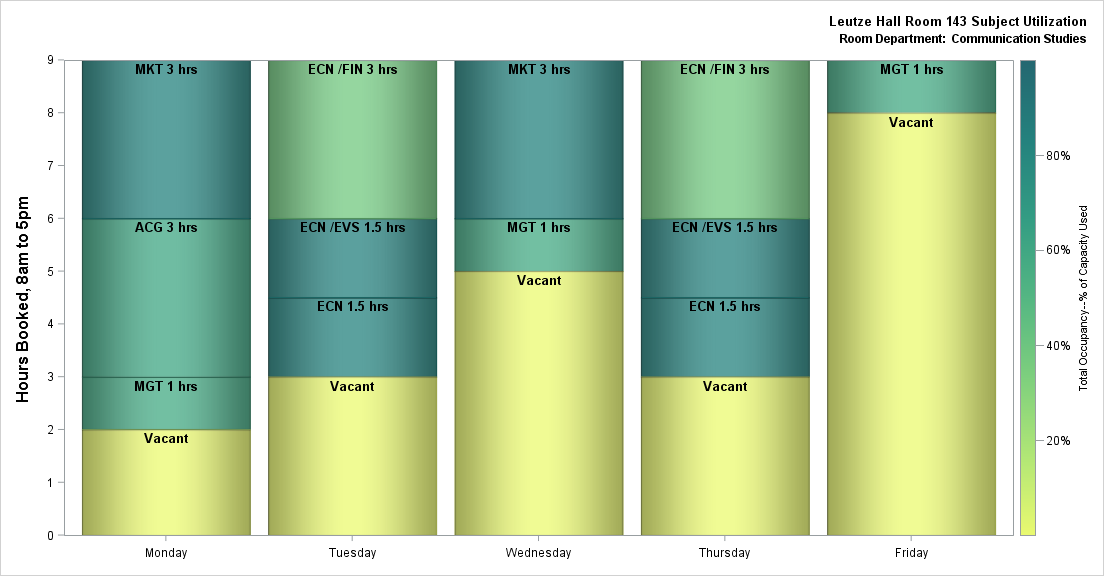 Leutze Hall Room 143 Subject Utilization
Room Department: Communication Studies
Hours Booked, 8am to 5pm
9
8
7
6
5
4
3
2
1
0
MKT 3 hrs
ACG 3 hrs
MGT 1 hrs
Vacant
ECN /FIN 3 hrs
ECN /EVS 1.5 hrs
ECN 1.5 hrs
Vacant
MKT 3 hrs
MGT 1 hrs
Vacant
ECN /FIN 3 hrs
ECN /EVS 1.5 hrs
ECN 1.5 hrs
Vacant
MGT 1 hrs
Vacant
Monday
Tuesday
Wednesday
Thursday
Friday
80%
60%
40%
20%
Total Occupancy--% of Capacity Used